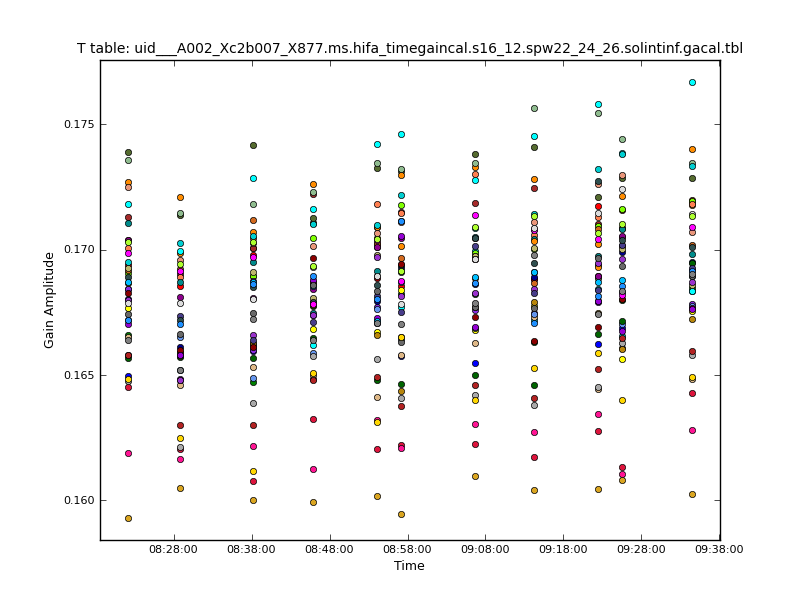 T table: uid___A002_Xc2b007_X877.ms.hifa_timegaincal.s16_12.spw22_24_26.solintinf.gacal.tbl
0.175
0.170
Gain Amplitude
0.165
0.160
08:28:00 08:38:00 08:48:00 08:58:00 09:08:00 09:18:00 09:28:00 09:38:00
Time